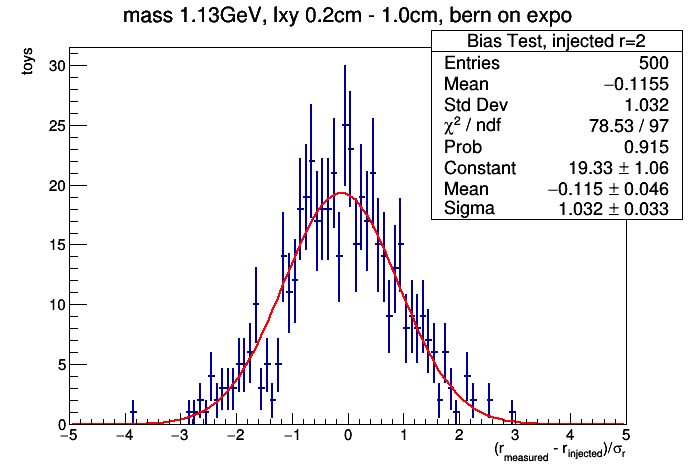 mass 1.13GeV, lxy 0.2cm - 1.0cm, bern on expo
Bias Test, injected r=2
Entries 500
Mean −0.1155
Std Dev 1.032
χ² / ndf 78.53 / 97
Prob 0.915
Constant 19.33 ± 1.06
Mean −0.115 ± 0.046
Sigma 1.032 ± 0.033
toys
30
25
20
15
10
5
0
−5 −4 −3 −2 −1 0 1 2 3 4 5
(r_measured - r_injected)/σ_r